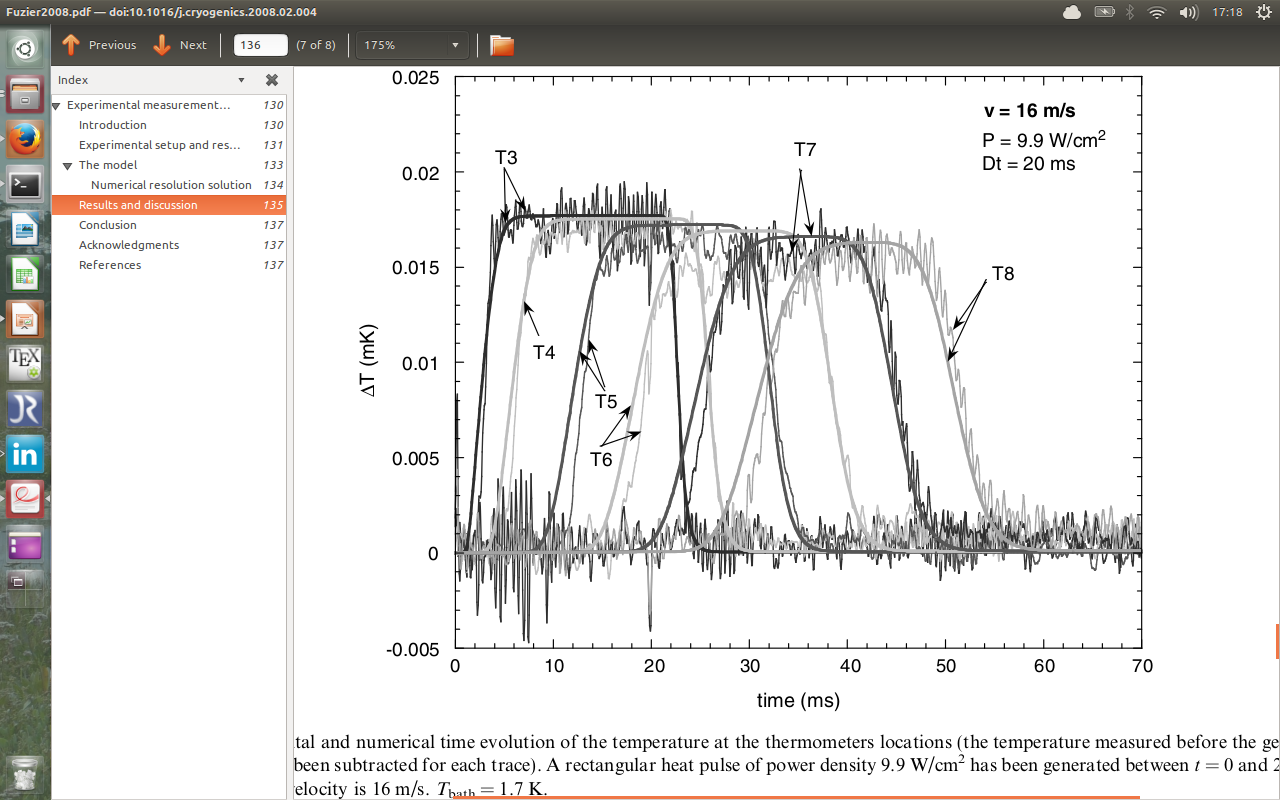 Fuzier2008.pdf — doi:10.1016/j.cryogenics.2008.02.004
17:18
Previous
Next
136
(7 of 8)
175%
Index
Experimental measurement… 130
Introduction 130
Experimental setup and res… 131
The model 133
Numerical resolution solution 134
Results and discussion 135
Conclusion 137
Acknowledgments 137
References 137
TEX
JR
in
0.025
0.02
0.015
0.01
0.005
0
-0.005
ΔT (mK)
v = 16 m/s
P = 9.9 W/cm²
Dt = 20 ms
T3
T7
T8
T4
T5
T6
0 10 20 30 40 50 60 70
time (ms)
tal and numerical time evolution of the temperature at the thermometers locations (the temperature measured before the ge
been subtracted for each trace). A rectangular heat pulse of power density 9.9 W/cm² has been generated between t = 0 and 2
elocity is 16 m/s. Tbath = 1.7 K.